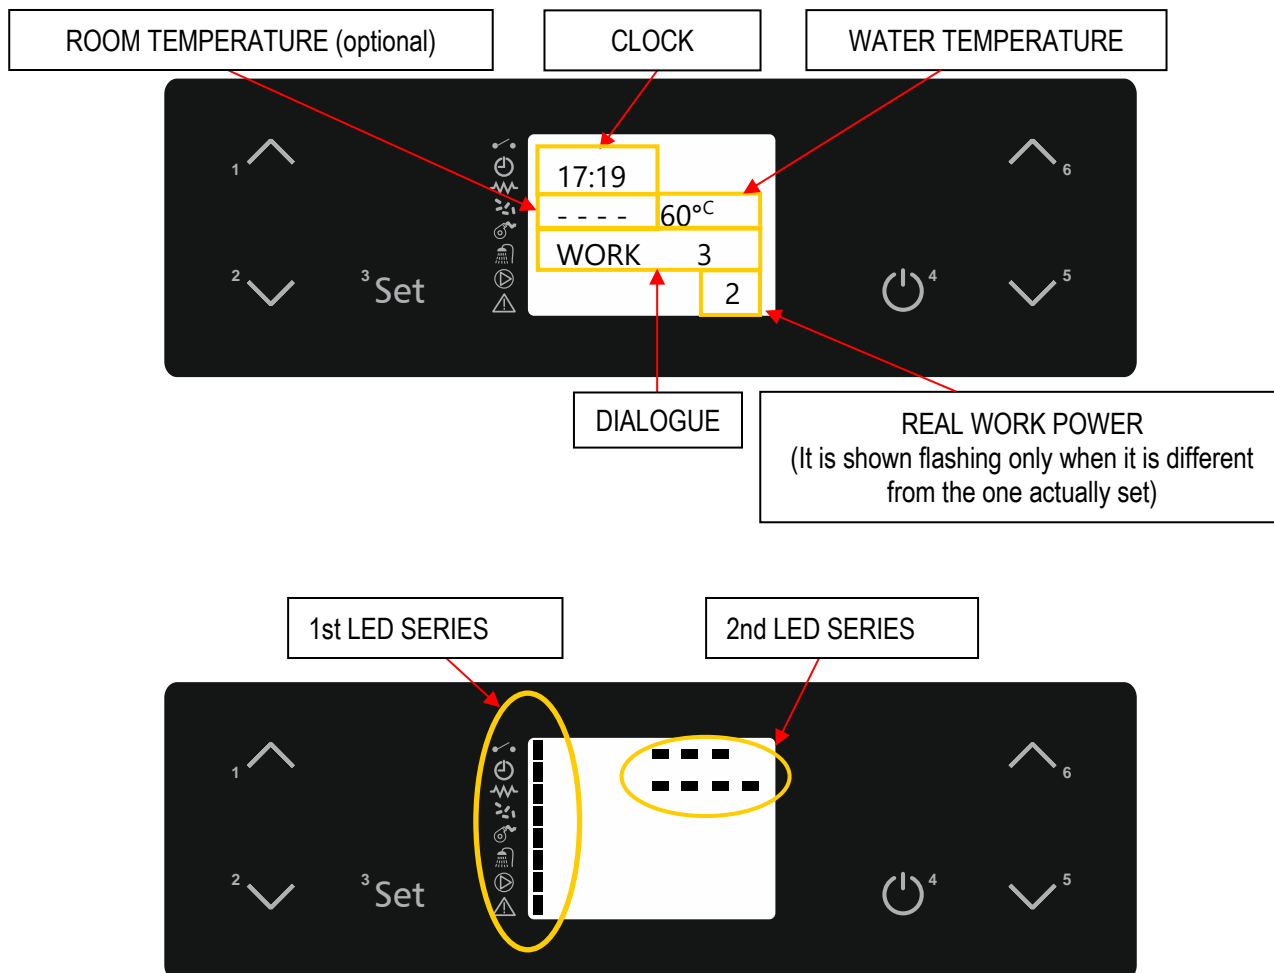 ROOM TEMPERATURE (optional)
CLOCK
WATER TEMPERATURE
1
6
17:19
- - - -
60°C
WORK 3
2
2
3 Set
4
5
DIALOGUE
REAL WORK POWER
(It is shown flashing only when it is different
from the one actually set)
1st LED SERIES
2nd LED SERIES
1
6
2
3 Set
4
5